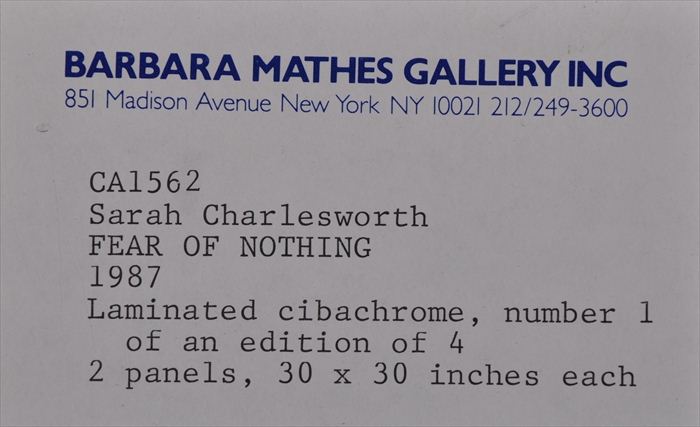 BARBARA MATHES GALLERY INC
851 Madison Avenue New York NY 10021 212/249-3600
CA1562
Sarah Charlesworth
FEAR OF NOTHING
1987
Laminated cibachrome, number 1
of an edition of 4
2 panels, 30 x 30 inches each